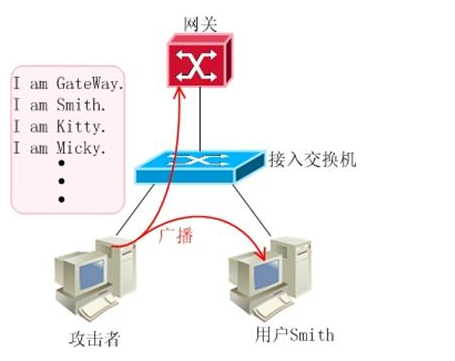 网关
I am GateWay.
I am Smith.
I am Kitty.
I am Micky.
接入交换机
广播
攻击者
用户Smith